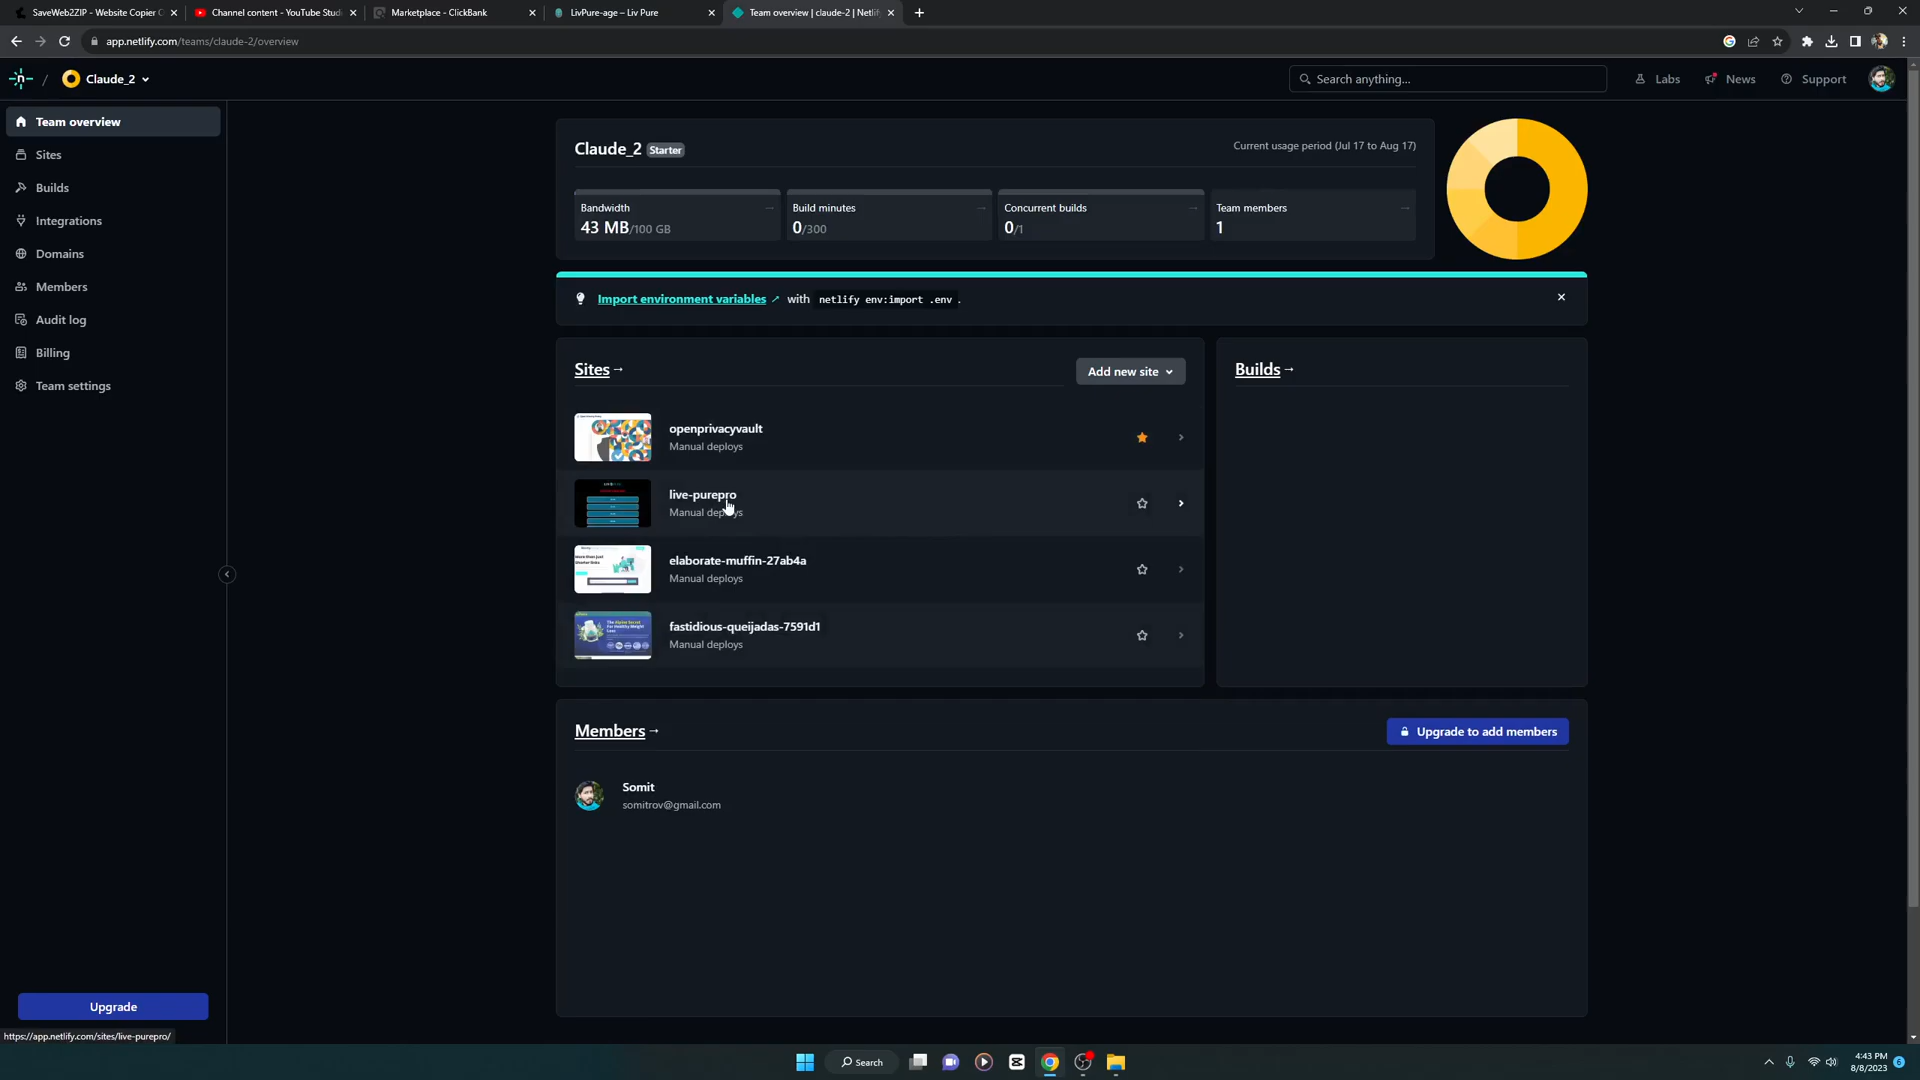 SaveWeb2ZIP - Website Copier
Channel content - YouTube Stud
Marketplace - ClickBank
LivPure-age – Liv Pure
Team overview | claude-2 | Netlif
app.netlify.com/teams/claude-2/overview
/ Claude_2
Search anything...
Labs
News
Support
Team overview
Sites
Builds
Integrations
Domains
Members
Audit log
Billing
Team settings
Claude_2 Starter
Current usage period (Jul 17 to Aug 17)
Bandwidth →
43 MB/100 GB
Build minutes →
0/300
Concurrent builds →
0/1
Team members →
1
Import environment variables ↗ with netlify env:import .env .
Sites →
Add new site
openprivacyvault
Manual deploys
live-purepro
Manual deploys
elaborate-muffin-27ab4a
Manual deploys
fastidious-queijadas-7591d1
Manual deploys
Builds →
Members →
Upgrade to add members
Somit
somitrov@gmail.com
Upgrade
https://app.netlify.com/sites/live-purepro/
Search
4:43 PM
8/8/2023
6